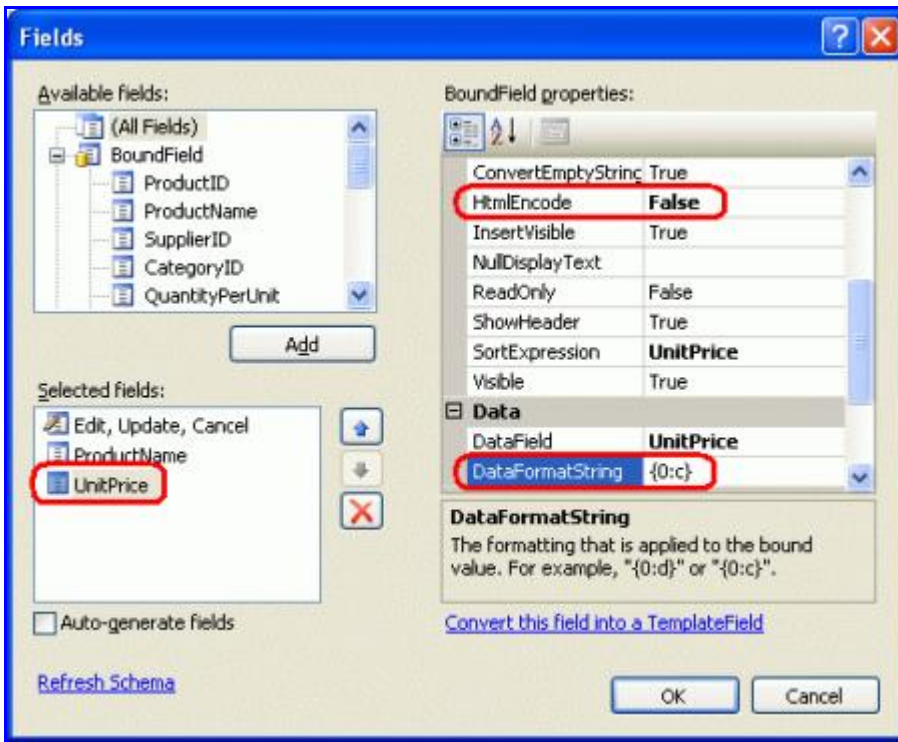 Fields
Available fields:
(All Fields)
BoundField
ProductID
ProductName
SupplierID
CategoryID
QuantityPerUnit
Add
Selected fields:
Edit, Update, Cancel
ProductName
UnitPrice
Auto-generate fields
Refresh Schema
BoundField properties:
ConvertEmptyString True
HtmlEncode False
InsertVisible True
NullDisplayText
ReadOnly False
ShowHeader True
SortExpression UnitPrice
Visible True
Data
DataField UnitPrice
DataFormatString {0:c}
DataFormatString
The formatting that is applied to the bound
value. For example, "{0:d}" or "{0:c}".
Convert this field into a TemplateField
OK Cancel